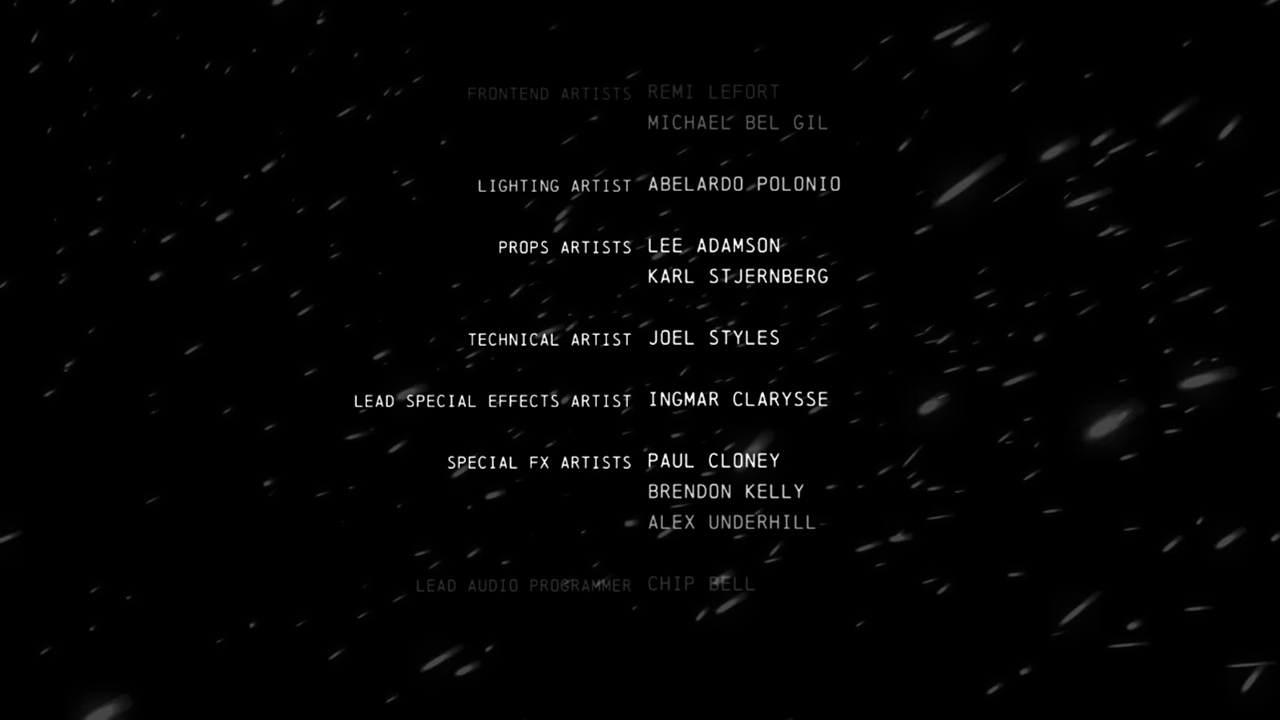 FRONTEND ARTISTS REMI LEFORT
MICHAEL BEL GIL
LIGHTING ARTIST ABELARDO POLONIO
PROPS ARTISTS LEE ADAMSON
KARL STJERNBERG
TECHNICAL ARTIST JOEL STYLES
LEAD SPECIAL EFFECTS ARTIST INGMAR CLARYSSE
SPECIAL FX ARTISTS PAUL CLONEY
BRENDON KELLY
ALEX UNDERHILL
LEAD AUDIO PROGRAMMER CHIP BELL